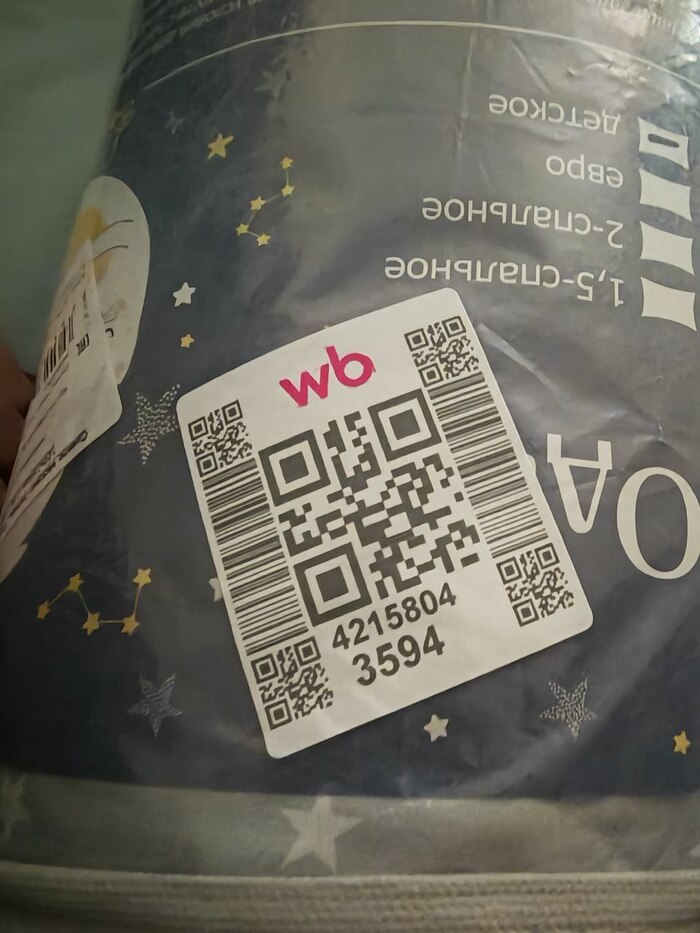 wb
4215804
3594
1,5-спальное
2-спальное
евро
детское